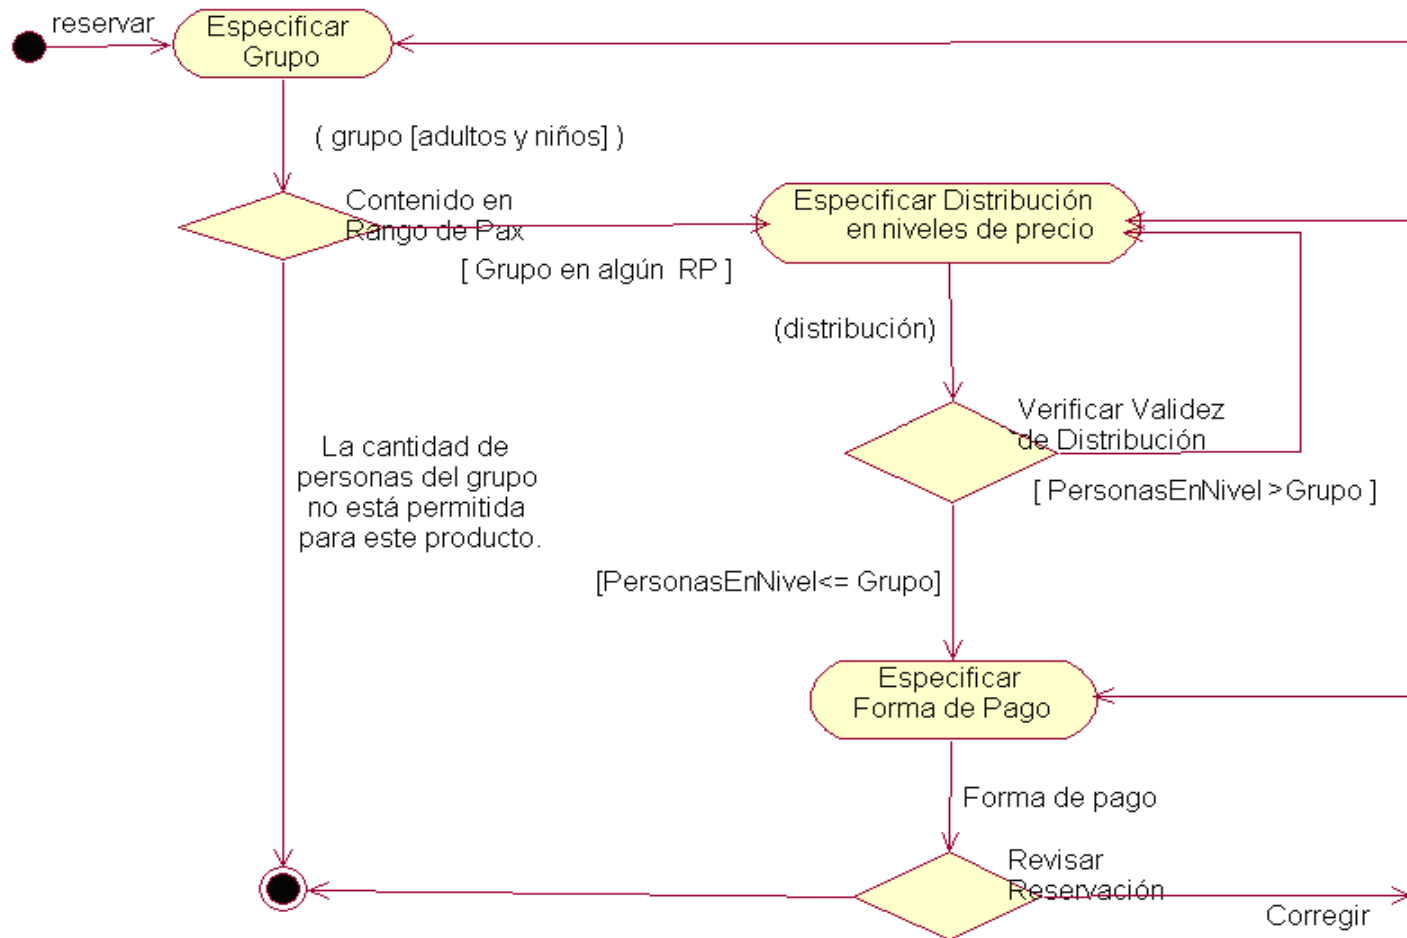 reservar
Especificar
Grupo
( grupo [adultos y niños] )
Contenido en
Rango de Pax
[ Grupo en algún RP ]
Especificar Distribución
en niveles de precio
(distribución)
Verificar Validez
de Distribución
[ PersonasEnNivel >Grupo ]
La cantidad de
personas del grupo
no está permitida
para este producto.
[PersonasEnNivel<= Grupo]
Especificar
Forma de Pago
Forma de pago
Revisar
Reservación
Corregir